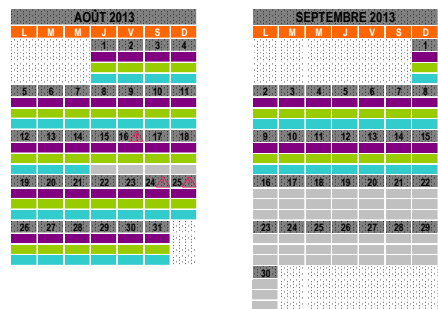 AOÛT 2013
L M M J V S D
1 2 3 4
5 6 7 8 9 10 11
12 13 14 15 16 17 18
19 20 21 22 23 24 25
26 27 28 29 30 31
SEPTEMBRE 2013
L M M J V S D
1
2 3 4 5 6 7 8
9 10 11 12 13 14 15
16 17 18 19 20 21 22
23 24 25 26 27 28 29
30